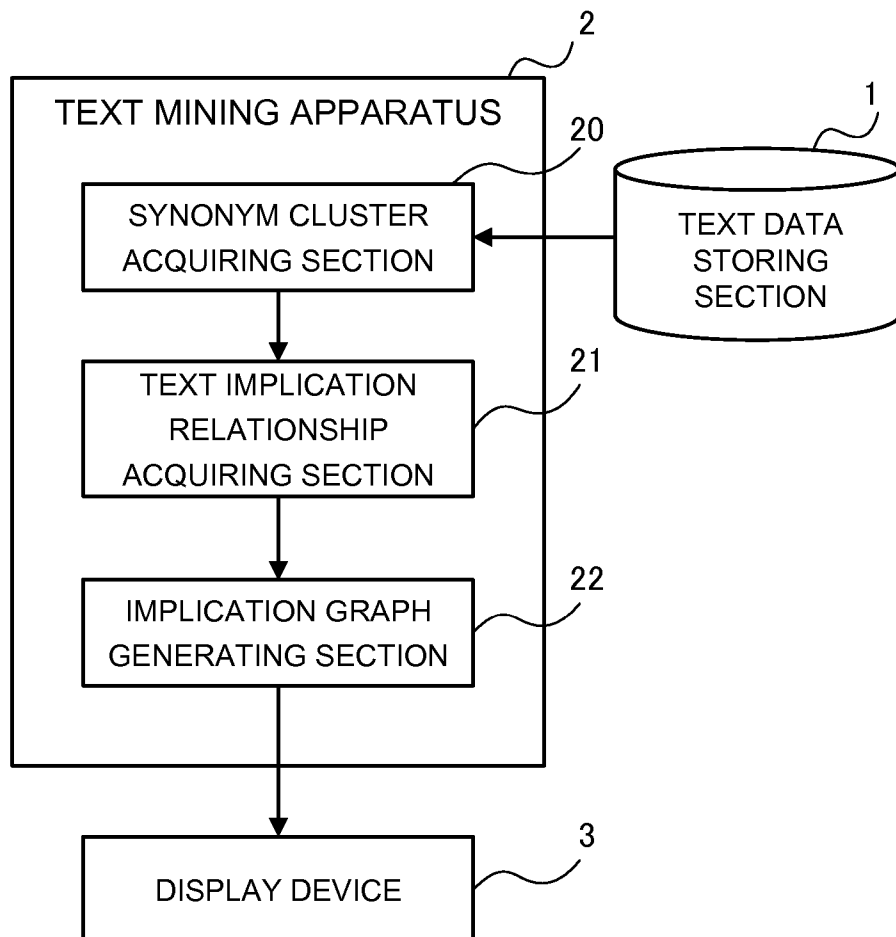 2
TEXT MINING APPARATUS
1
20
SYNONYM CLUSTER
ACQUIRING SECTION
TEXT DATA
STORING
SECTION
21
TEXT IMPLICATION
RELATIONSHIP
ACQUIRING SECTION
22
IMPLICATION GRAPH
GENERATING SECTION
3
DISPLAY DEVICE